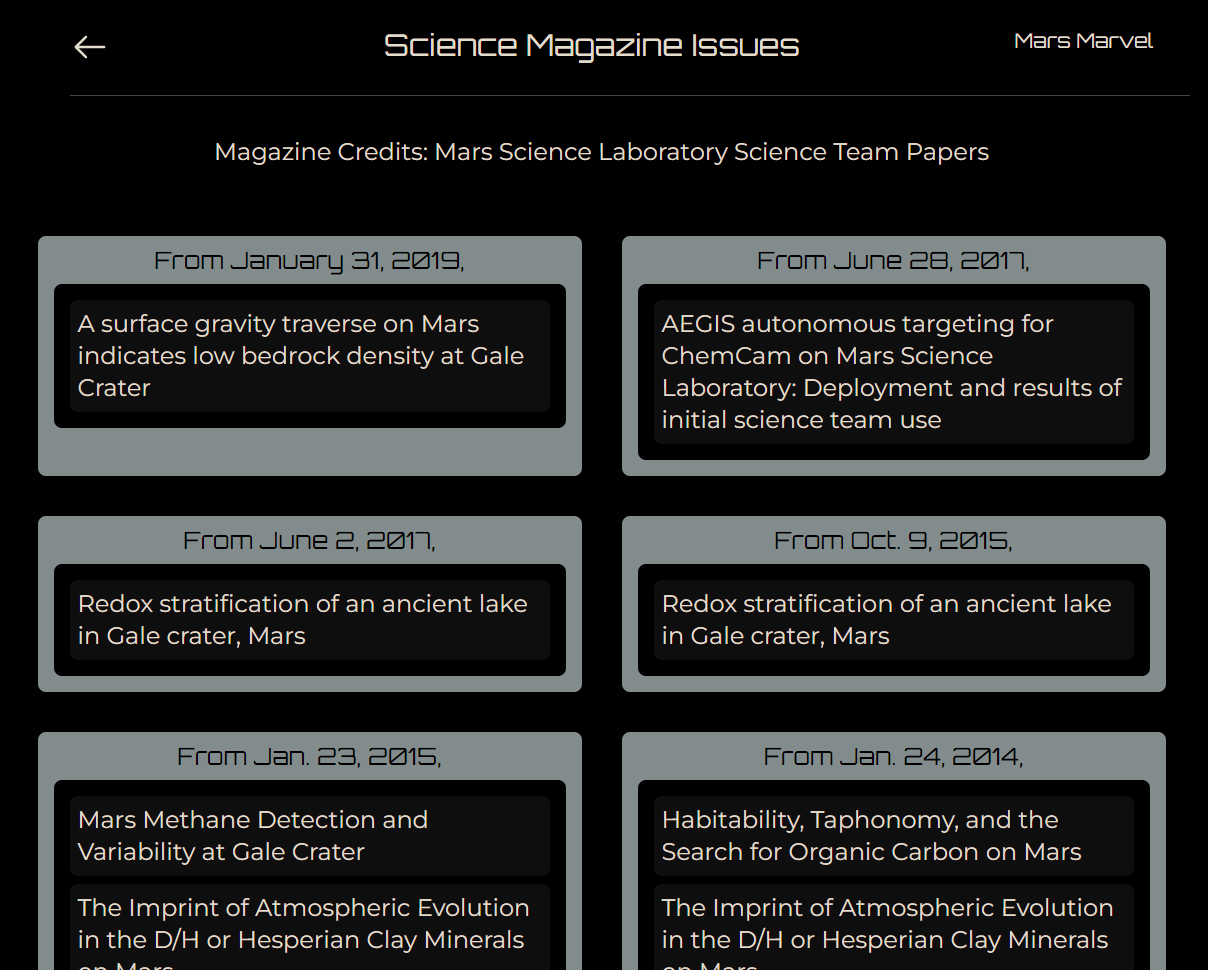 Science Magazine Issues
Mars Marvel
Magazine Credits: Mars Science Laboratory Science Team Papers
From January 31, 2019,
A surface gravity traverse on Mars
indicates low bedrock density at Gale
Crater
From June 28, 2017,
AEGIS autonomous targeting for
ChemCam on Mars Science
Laboratory: Deployment and results of
initial science team use
From June 2, 2017,
Redox stratification of an ancient lake
in Gale crater, Mars
From Oct. 9, 2015,
Redox stratification of an ancient lake
in Gale crater, Mars
From Jan. 23, 2015,
Mars Methane Detection and
Variability at Gale Crater
The Imprint of Atmospheric Evolution
in the D/H or Hesperian Clay Minerals
on Mars
From Jan. 24, 2014,
Habitability, Taphonomy, and the
Search for Organic Carbon on Mars
The Imprint of Atmospheric Evolution
in the D/H or Hesperian Clay Minerals
on Mars